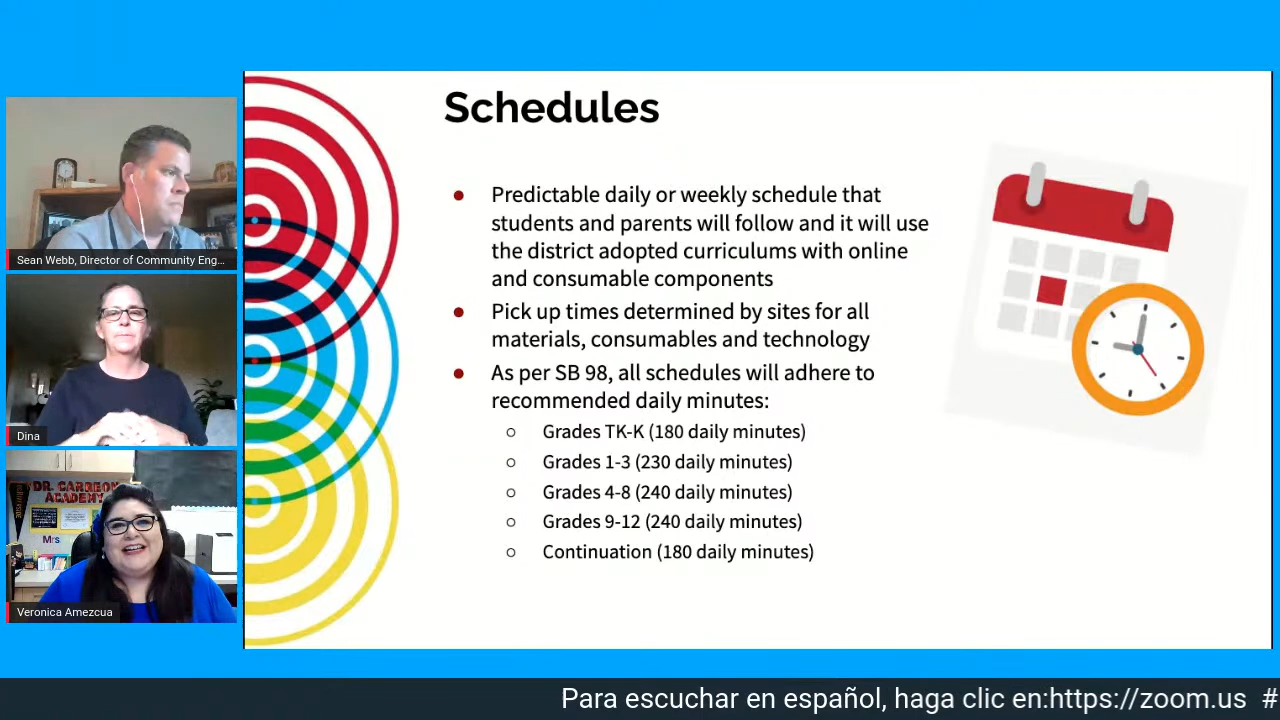 Schedules
● Predictable daily or weekly schedule that
students and parents will follow and it will use
the district adopted curriculums with online
and consumable components
● Pick up times determined by sites for all
materials, consumables and technology
● As per SB 98, all schedules will adhere to
recommended daily minutes:
○ Grades TK-K (180 daily minutes)
○ Grades 1-3 (230 daily minutes)
○ Grades 4-8 (240 daily minutes)
○ Grades 9-12 (240 daily minutes)
○ Continuation (180 daily minutes)
Sean Webb, Director of Community Eng...
Dina
DR. CARREON
ACADEMY
Mrs
Veronica Amezcua
Para escuchar en español, haga clic en:https://zoom.us #